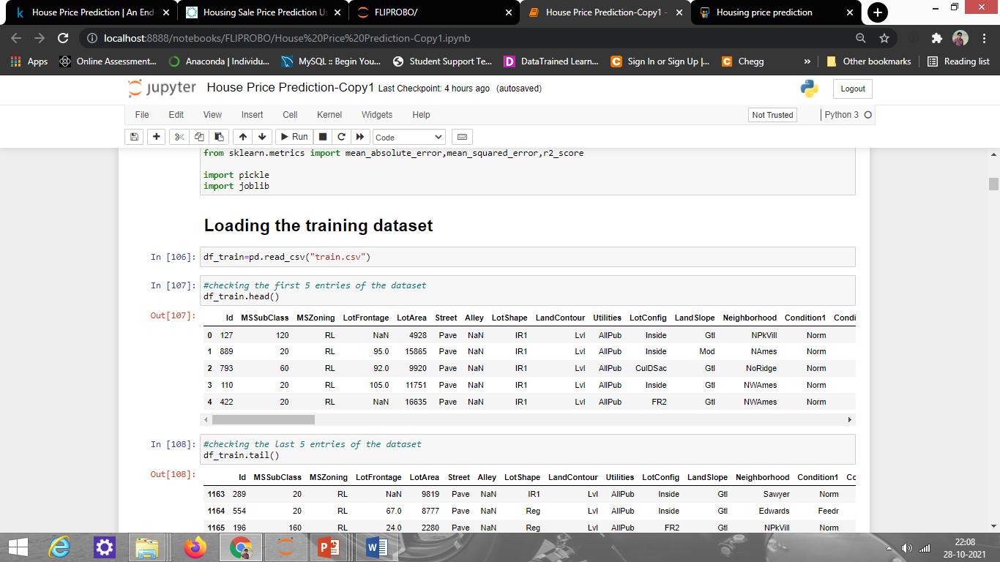 House Price Prediction | An End
Housing Sale Price Prediction Us
FLIPROBO/
House Price Prediction-Copy1 -
Housing price prediction
localhost:8888/notebooks/FLIPROBO/House%20Price%20Prediction-Copy1.ipynb
Apps Online Assessment... Anaconda | Individu... MySQL :: Begin You... Student Support Te... DataTrained Learn... Sign In or Sign Up |... Chegg » Other bookmarks Reading list
jupyter House Price Prediction-Copy1 Last Checkpoint: 4 hours ago (autosaved) Logout
File Edit View Insert Cell Kernel Widgets Help Not Trusted Python 3
Run Code
from sklearn.metrics import mean_absolute_error,mean_squared_error,r2_score
import pickle
import joblib
Loading the training dataset
In [106]: df_train=pd.read_csv("train.csv")
In [107]: #checking the first 5 entries of the dataset
df_train.head()
Out[107]:
Id MSSubClass MSZoning LotFrontage LotArea Street Alley LotShape LandContour Utilities LotConfig LandSlope Neighborhood Condition1 Condi
0 127 120 RL NaN 4928 Pave NaN IR1 Lvl AllPub Inside Gtl NPkVill Norm
1 889 20 RL 95.0 15865 Pave NaN IR1 Lvl AllPub Inside Mod NAmes Norm
2 793 60 RL 92.0 9920 Pave NaN IR1 Lvl AllPub CulDSac Gtl NoRidge Norm
3 110 20 RL 105.0 11751 Pave NaN IR1 Lvl AllPub Inside Gtl NWAmes Norm
4 422 20 RL NaN 16635 Pave NaN IR1 Lvl AllPub FR2 Gtl NWAmes Norm
In [108]: #checking the last 5 entries of the dataset
df_train.tail()
Out[108]:
Id MSSubClass MSZoning LotFrontage LotArea Street Alley LotShape LandContour Utilities LotConfig LandSlope Neighborhood Condition1 Co
1163 289 20 RL NaN 9819 Pave NaN IR1 Lvl AllPub Inside Gtl Sawyer Norm
1164 554 20 RL 67.0 8777 Pave NaN Reg Lvl AllPub Inside Gtl Edwards Feedr
1165 196 160 RL 24.0 2280 Pave NaN Reg Lvl AllPub FR2 Gtl NPkVill Norm
22:08
28-10-2021